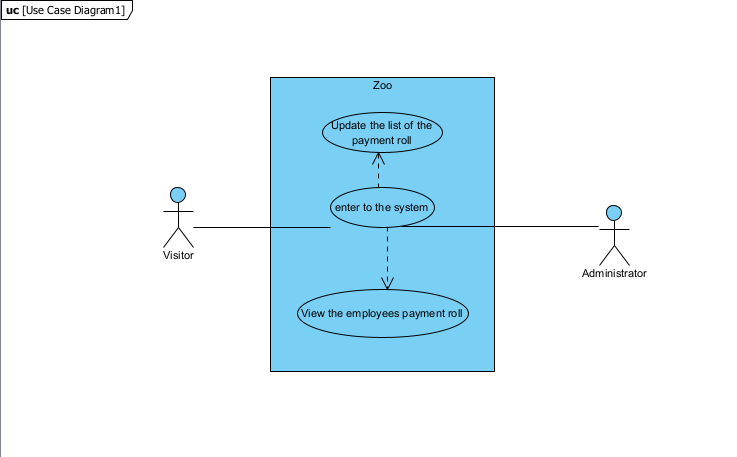 uc [Use Case Diagram1]
Zoo
Update the list of the
payment roll
enter to the system
Visitor
Administrator
View the employees payment roll